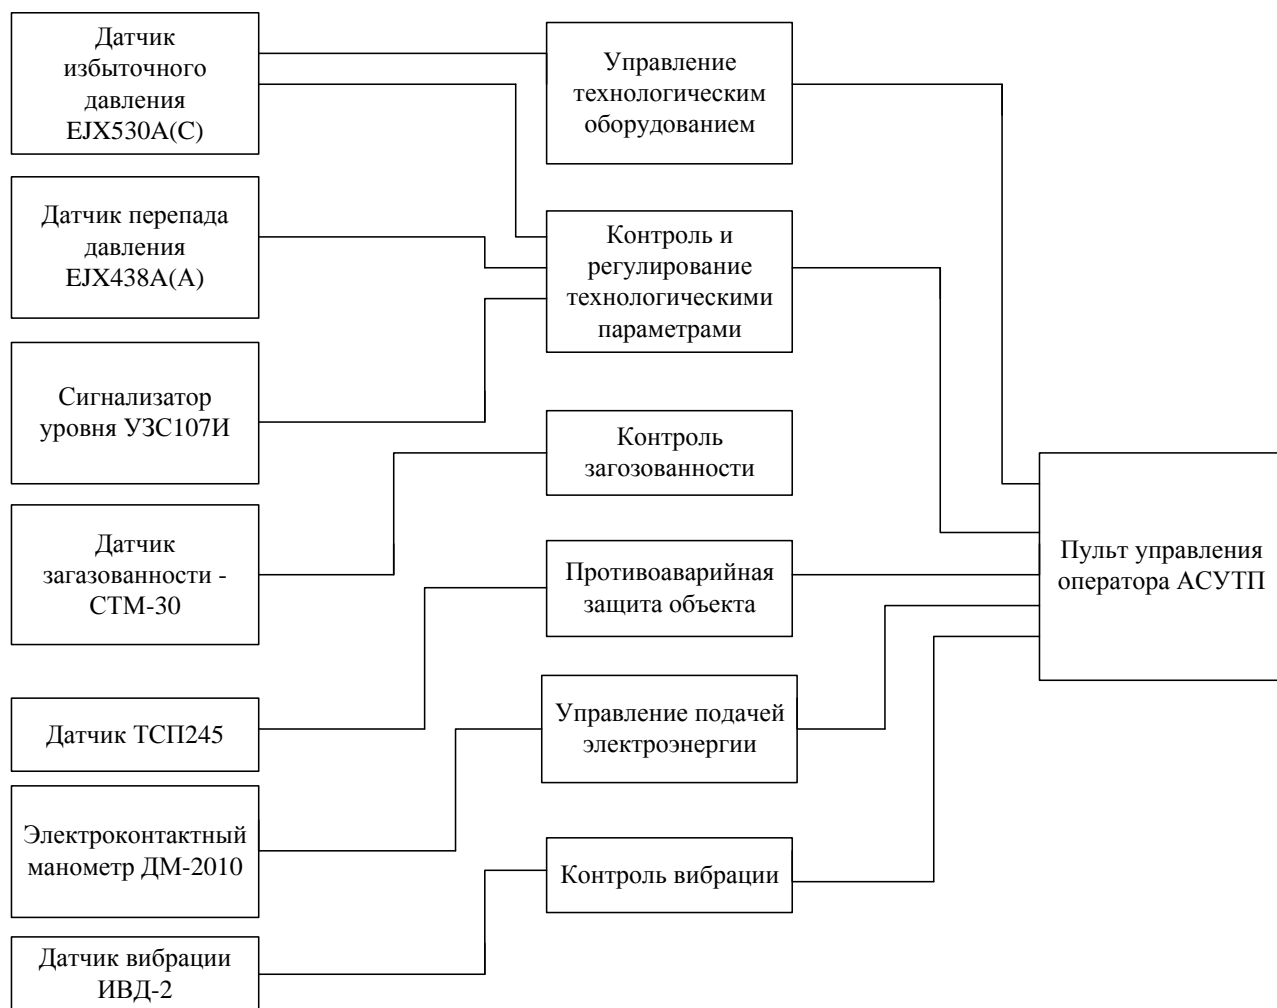 Датчик
избыточного
давления
EJX530A(C)
Датчик перепада
давления
EJX438A(A)
Сигнализатор
уровня УЗС107И
Датчик
загазованности -
СТМ-30
Датчик ТСП245
Электроконтактный
манометр ДМ-2010
Датчик вибрации
ИВД-2
Управление
технологическим
оборудованием
Контроль и
регулирование
технологическими
параметрами
Контроль
загозованности
Противоаварийная
защита объекта
Управление подачей
электроэнергии
Контроль вибрации
Пульт управления
оператора АСУТП